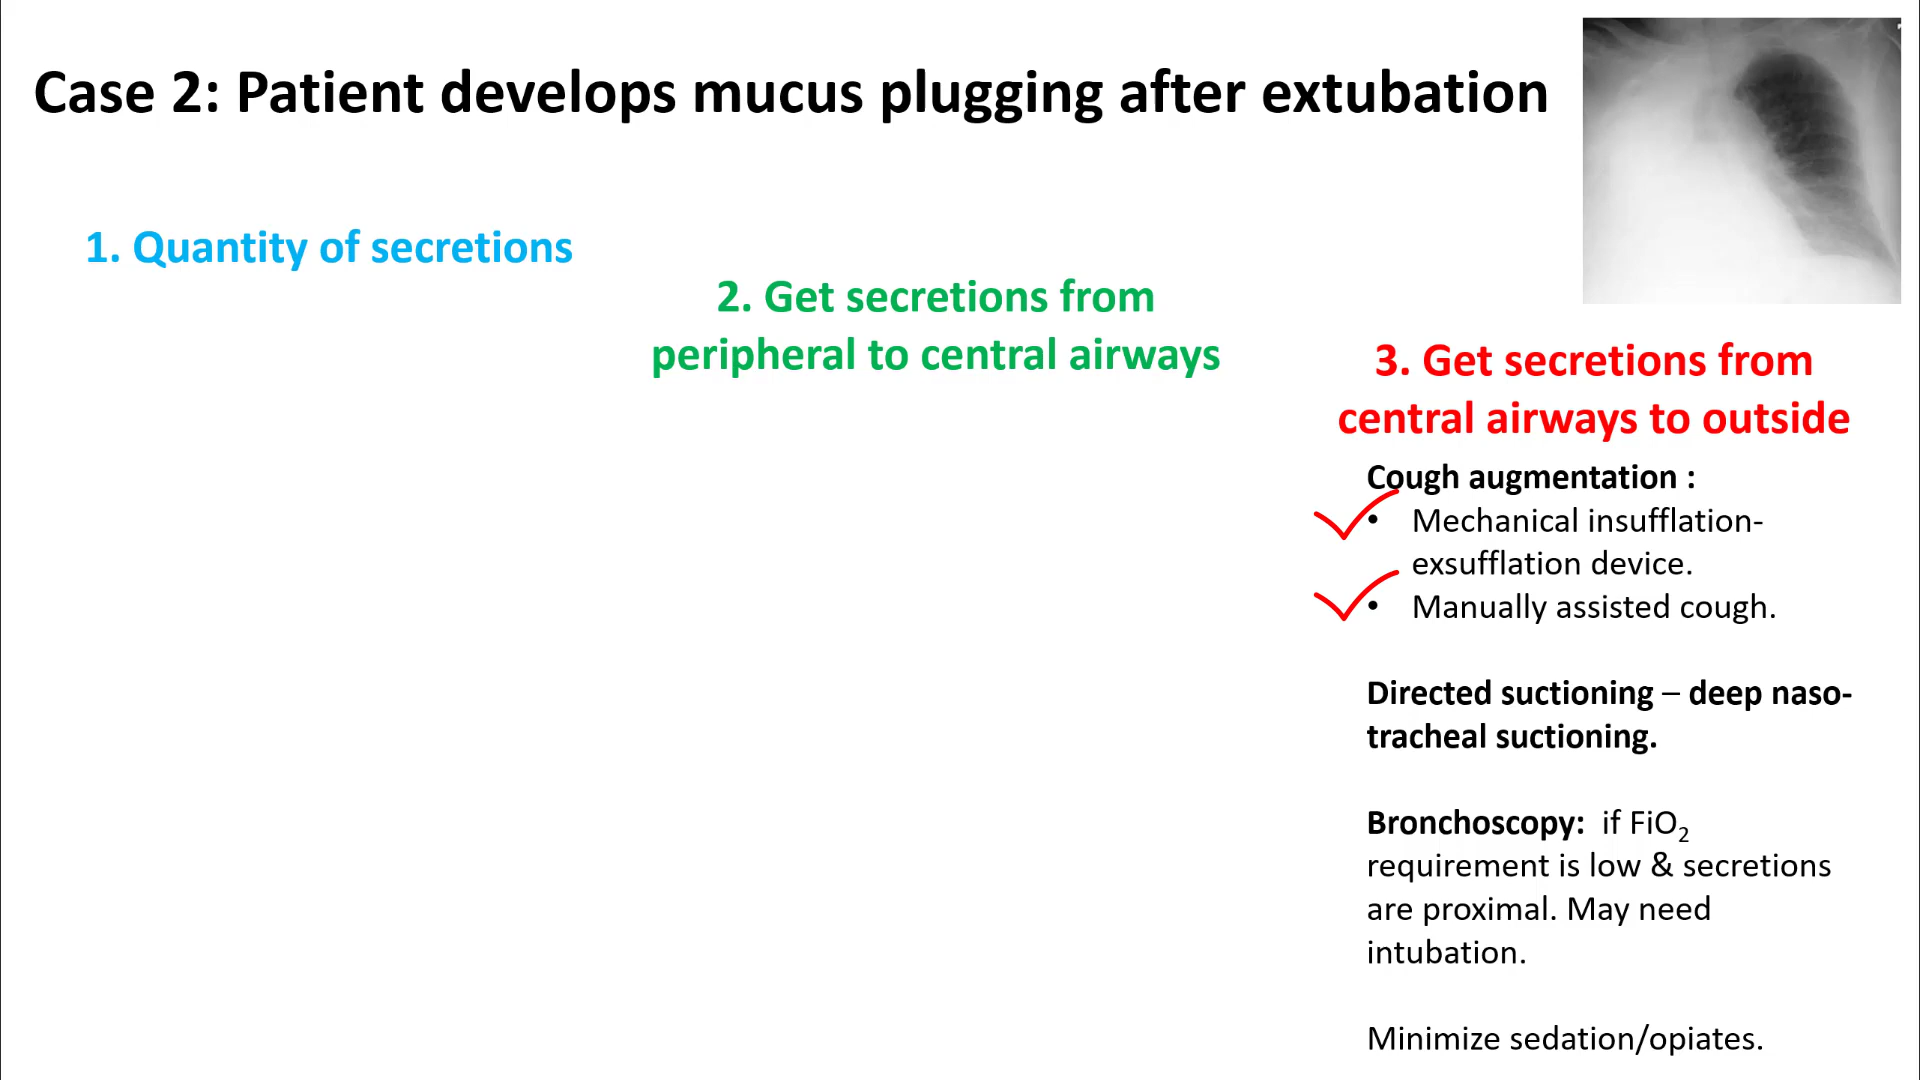 Case 2: Patient develops mucus plugging after extubation
1. Quantity of secretions
2. Get secretions from
peripheral to central airways
3. Get secretions from
central airways to outside
Cough augmentation :
• Mechanical insufflation-
exsufflation device.
• Manually assisted cough.
Directed suctioning – deep naso-
tracheal suctioning.
Bronchoscopy:  if FiO₂
requirement is low & secretions
are proximal. May need
intubation.
Minimize sedation/opiates.